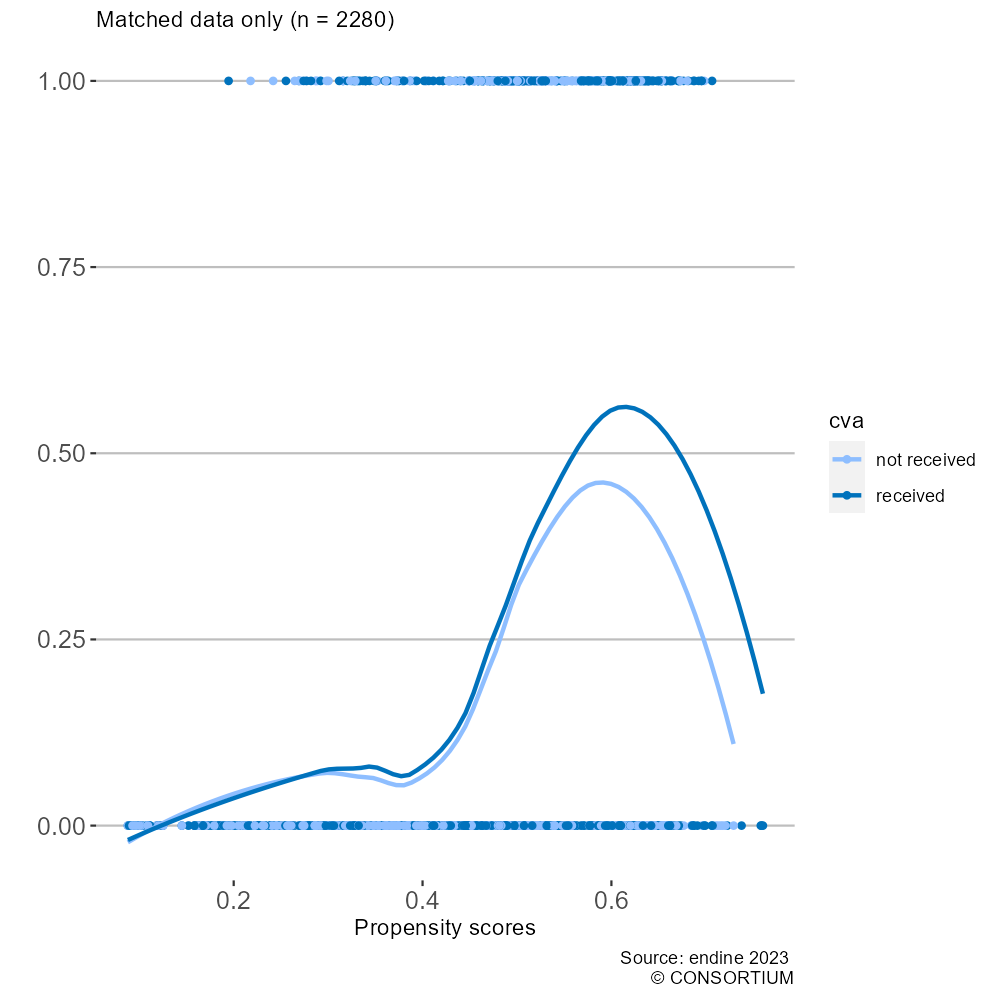 Matched data only (n = 2280)
1.00
0.75
0.50
0.25
0.00
0.2
0.4
0.6
Propensity scores
cva
not received
received
Source: endine 2023
© CONSORTIUM